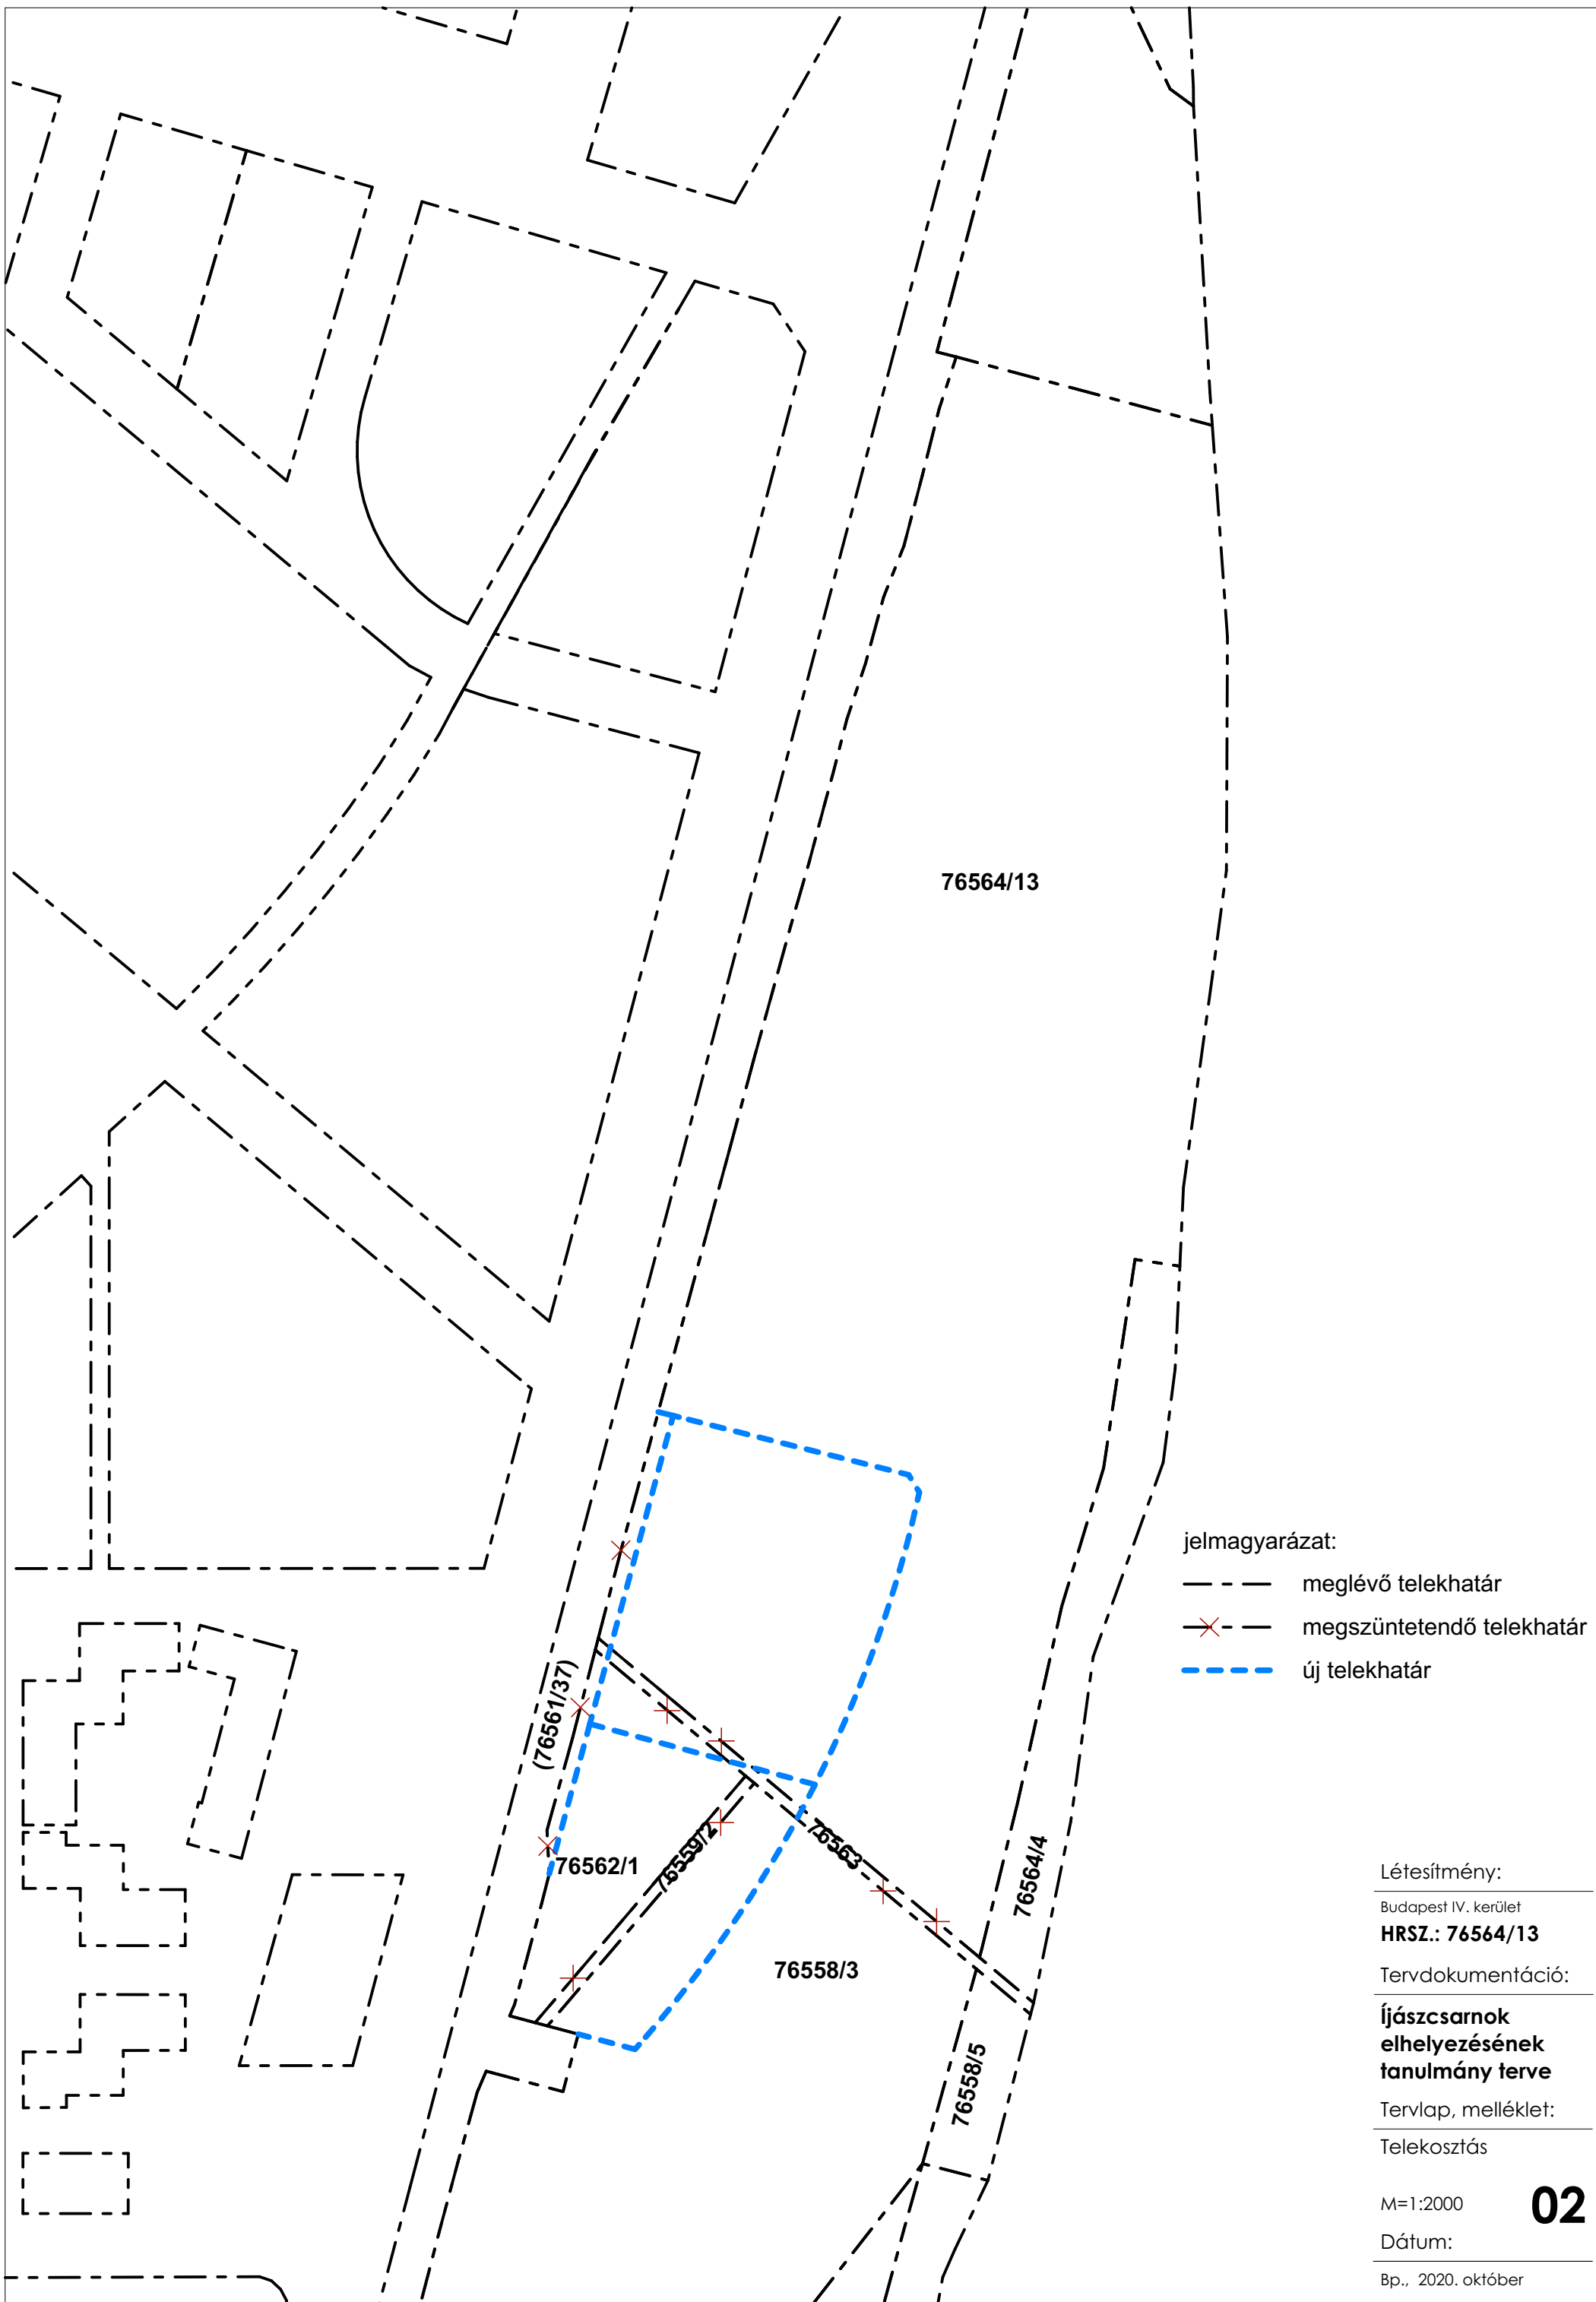 76564/13
jelmagyarázat:
meglévő telekhatár
megszüntetendő telekhatár
új telekhatár
(76561/37)
76562/1
76559/2
76563
76564/4
76558/3
76558/5
Létesítmény:
Budapest IV. kerület
HRSZ.: 76564/13
Tervdokumentáció:
Íjászcsarnok
elhelyezésének
tanulmány terve
Tervlap, melléklet:
Telekosztás
M=1:2000 02
Dátum:
Bp., 2020. október